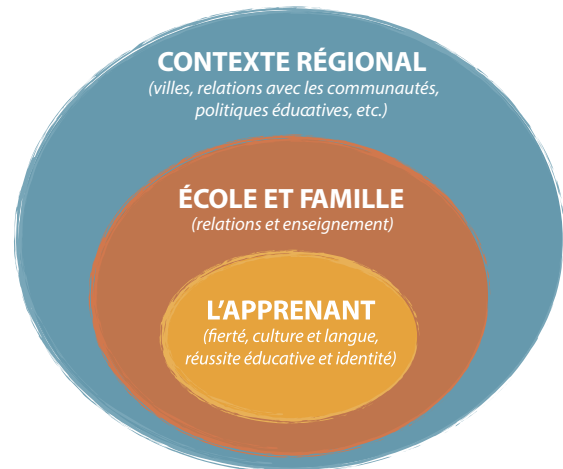 CONTEXTE RÉGIONAL
(villes, relations avec les communautés,
politiques éducatives, etc.)
ÉCOLE ET FAMILLE
(relations et enseignement)
L'APPRENANT
(fierté, culture et langue,
réussite éducative et identité)